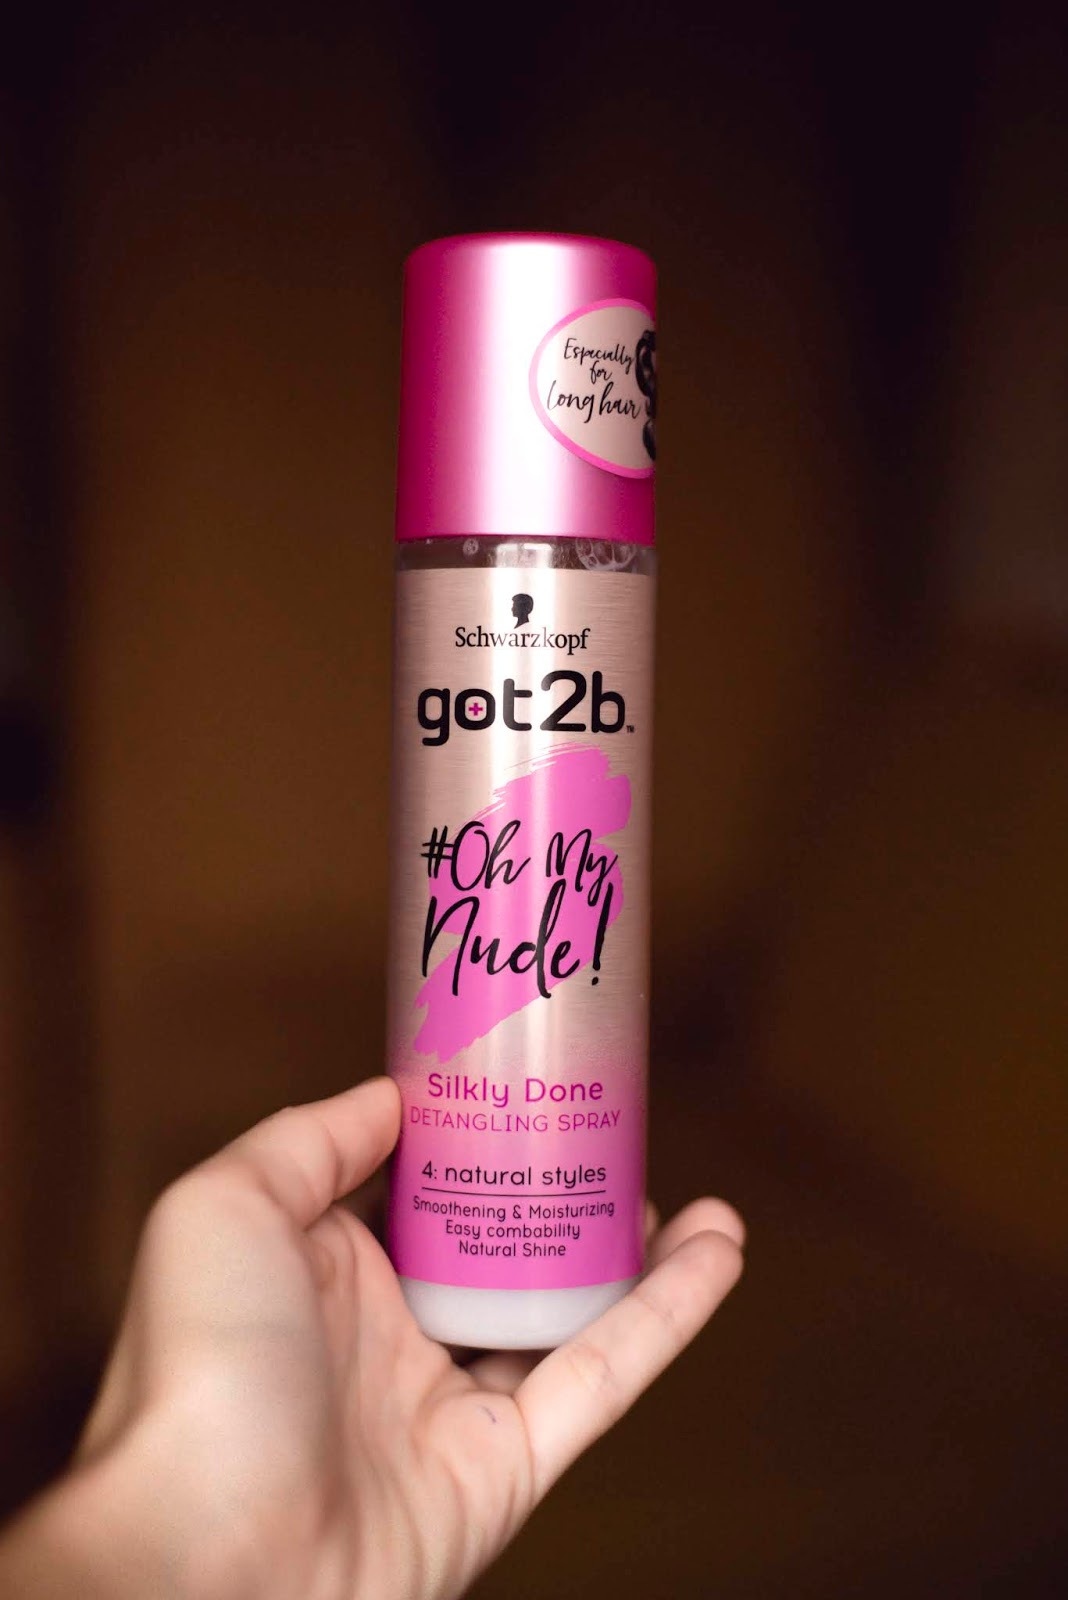 Especially
for
long hair
Schwarzkopf
got2b™
#Oh My
Nude!
Silkly Done
DETANGLING SPRAY
4: natural styles
Smoothening & Moisturizing
Easy combability
Natural Shine